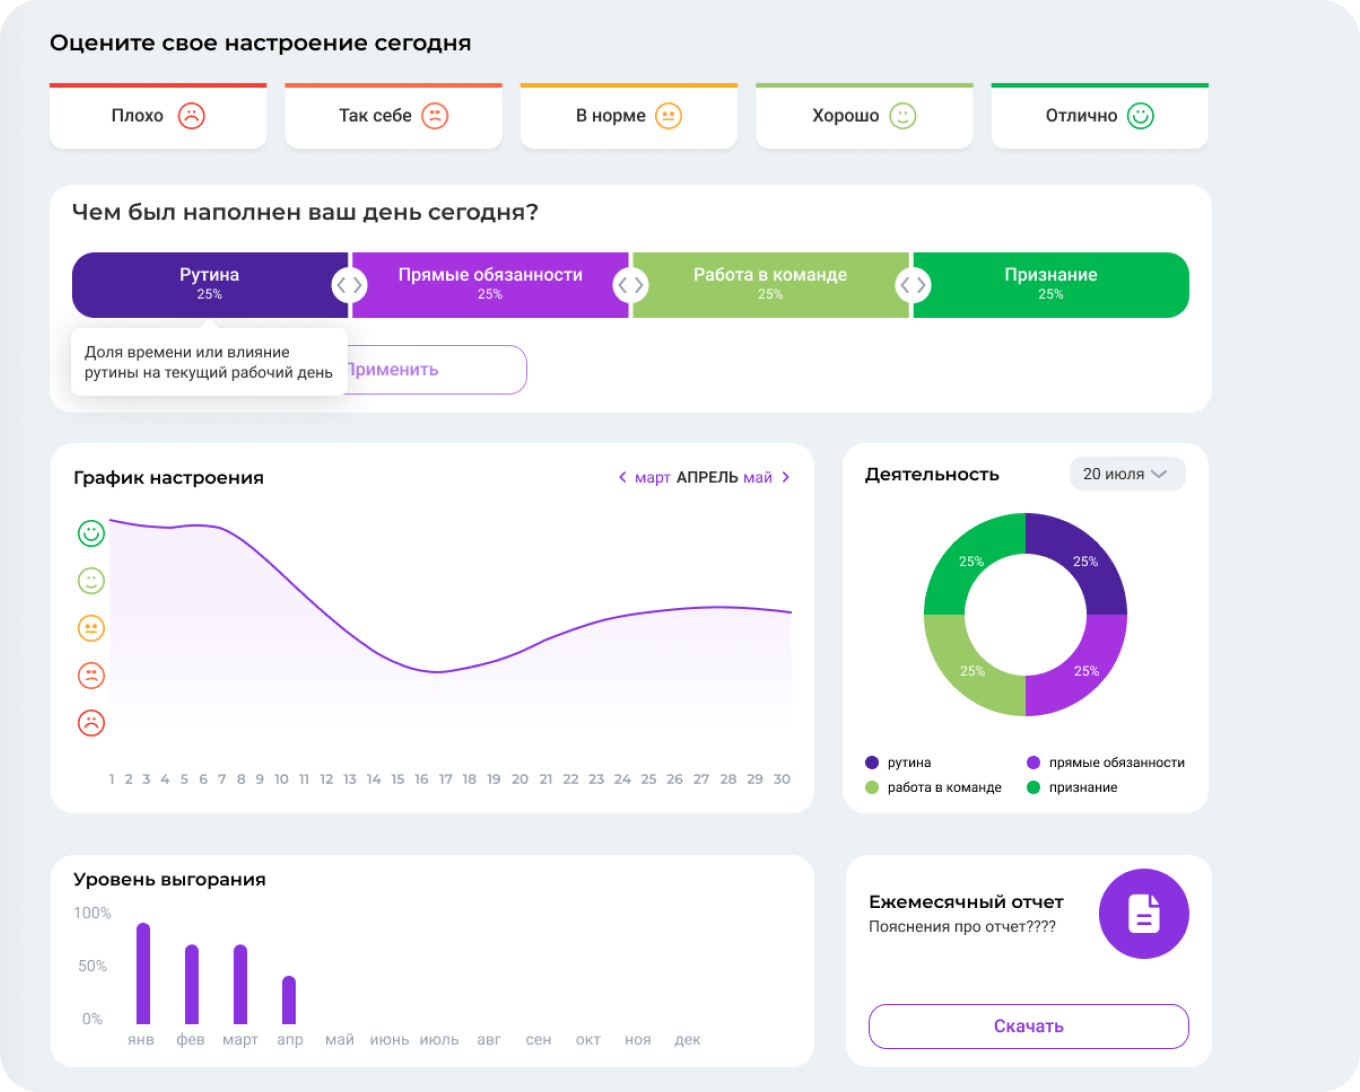 Оцените свое настроение сегодня
Плохо
Так себе
В норме
Хорошо
Отлично
Чем был наполнен ваш день сегодня?
Рутина
25%
Прямые обязанности
25%
Работа в команде
25%
Признание
25%
Доля времени или влияние
рутины на текущий рабочий день
Применить
График настроения
март АПРЕЛЬ май
1 2 3 4 5 6 7 8 9 10 11 12 13 14 15 16 17 18 19 20 21 22 23 24 25 26 27 28 29 30
Деятельность
20 июля
25%
25%
25%
25%
рутина
прямые обязанности
работа в команде
признание
Уровень выгорания
100%
50%
0%
янв фев март апр май июнь июль авг сен окт ноя дек
Ежемесячный отчет
Пояснения про отчет????
Скачать